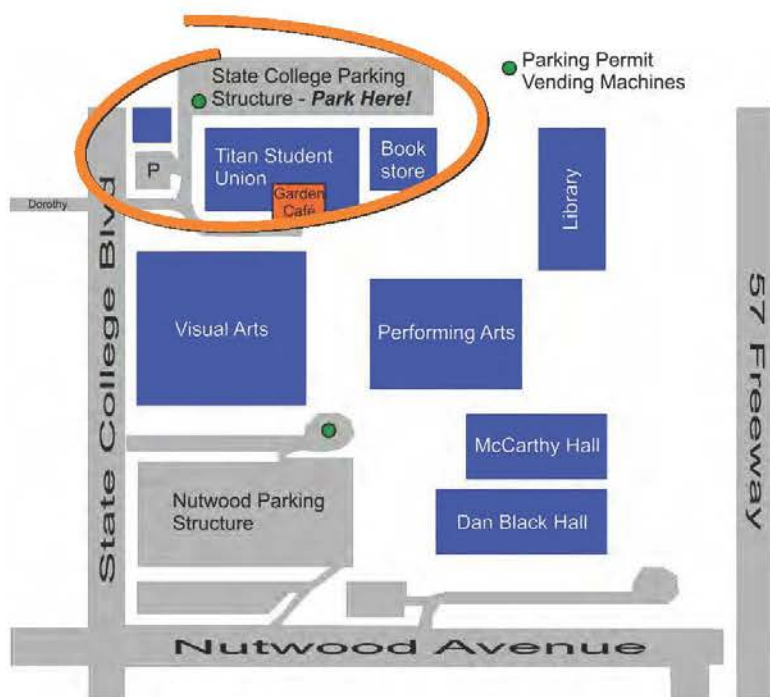 State College Parking
Structure - Park Here!
Parking Permit
Vending Machines
P
Titan Student
Union
Book
store
Garden
Café
Library
Dorothy
State College Blvd
57 Freeway
Visual Arts
Performing Arts
McCarthy Hall
Nutwood Parking
Structure
Dan Black Hall
Nutwood Avenue